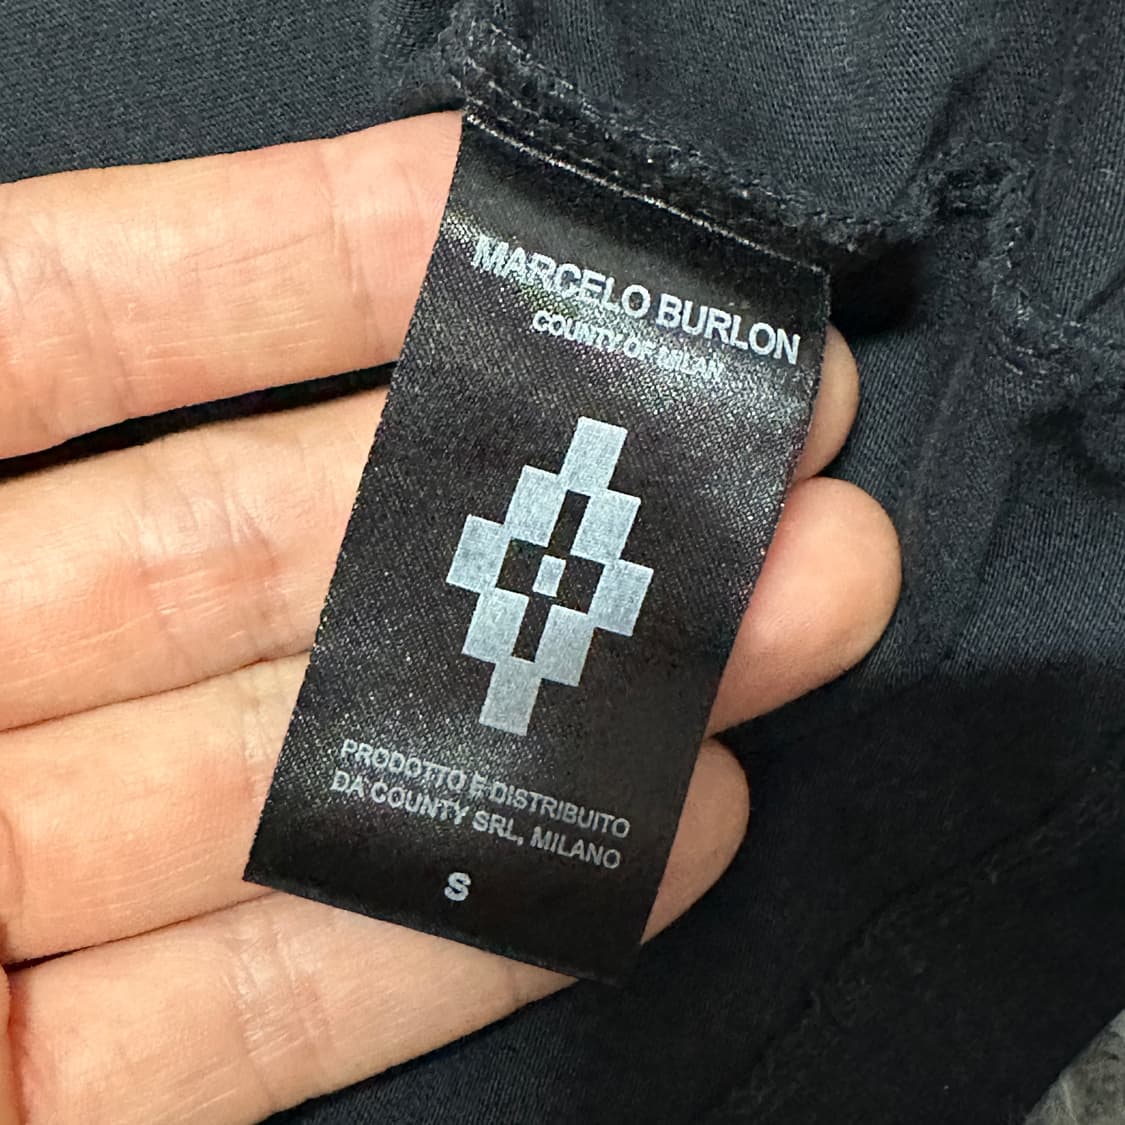 MARCELO BURLON
COUNTY OF MILAN
PRODOTTO E DISTRIBUITO
DA COUNTY SRL, MILANO
S